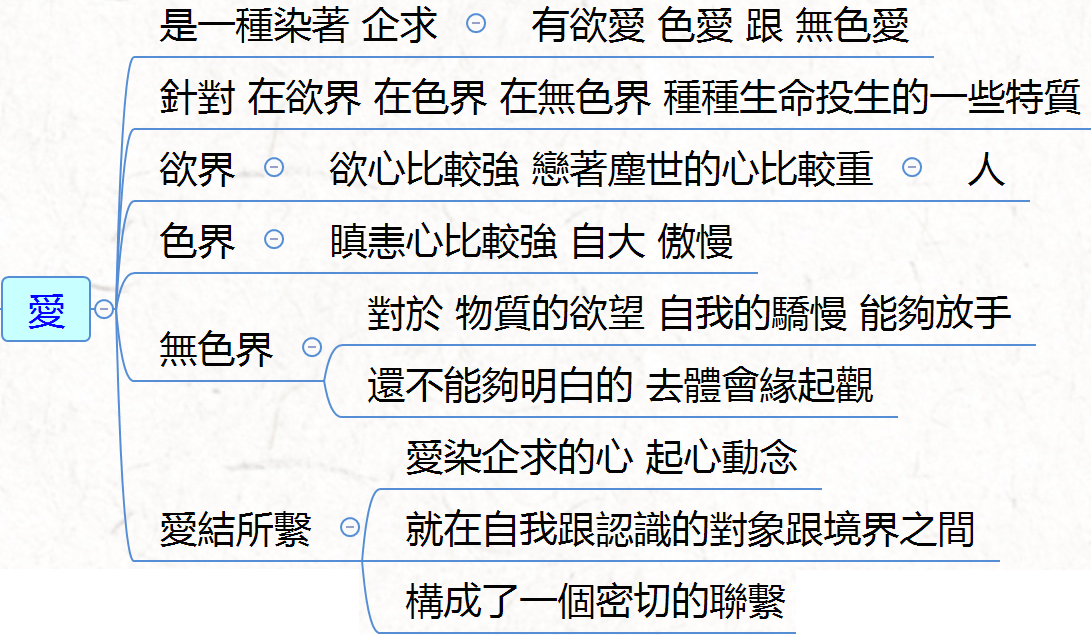 是一種染著 企求 有欲愛 色愛 跟 無色愛
針對 在欲界 在色界 在無色界 種種生命投生的一些特質
欲界 欲心比較強 戀著塵世的心比較重 人
色界 瞋恚心比較強 自大 傲慢
愛
對於 物質的欲望 自我的驕慢 能夠放手
無色界
還不能夠明白的 去體會緣起觀
愛染企求的心 起心動念
愛結所繫 就在自我跟認識的對象跟境界之間
構成了一個密切的聯繫